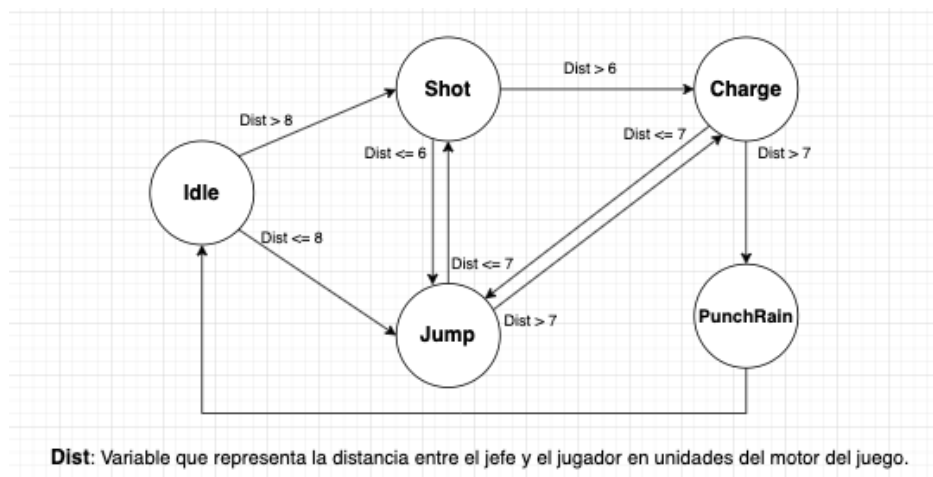 Shot
Dist > 6
Charge
Dist > 8
Dist <= 6
Dist <= 7
Dist > 7
Idle
Dist <= 8
Dist <= 7
Dist > 7
Jump
PunchRain
Dist: Variable que representa la distancia entre el jefe y el jugador en unidades del motor del juego.